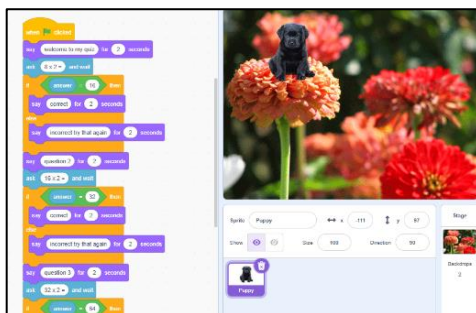 when clicked
say welcome to my quiz for 2 seconds
ask 8 x 2 = and wait
if answer = 16 then
say correct for 2 seconds
else
say incorrect try that again for 2 seconds
say question 2 for 2 seconds
ask 16 x 2 = and wait
if answer = 32 then
say correct for 2 seconds
else
say incorrect try that again for 2 seconds
say question 3 for 2 seconds
ask 32 x 2 = and wait
if answer = 64 then
Sprite Puppy x -111 y 97
Show Size 100 Direction 90
Puppy
Stage
Backdrops
2